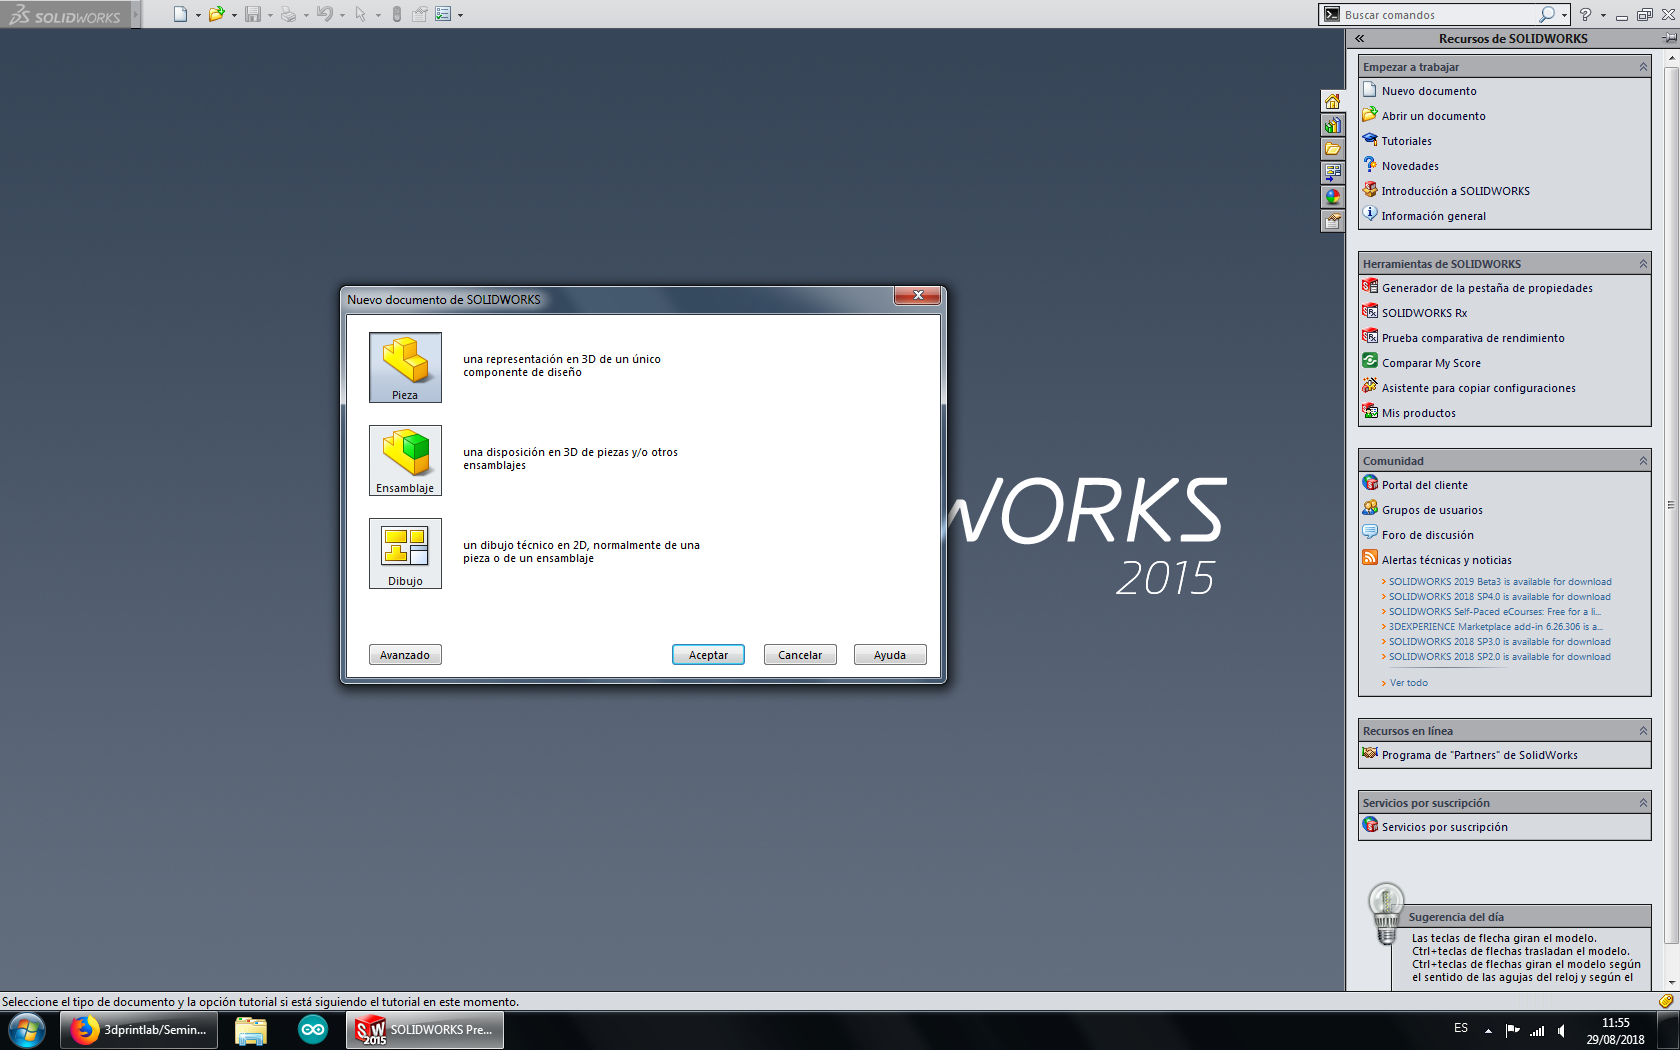 SOLIDWORKS
Buscar comandos
Recursos de SOLIDWORKS
Empezar a trabajar
Nuevo documento
Abrir un documento
Tutoriales
Novedades
Introducción a SOLIDWORKS
Información general
Herramientas de SOLIDWORKS
Generador de la pestaña de propiedades
SOLIDWORKS Rx
Prueba comparativa de rendimiento
Comparar My Score
Asistente para copiar configuraciones
Mis productos
Comunidad
Portal del cliente
Grupos de usuarios
Foro de discusión
Alertas técnicas y noticias
SOLIDWORKS 2019 Beta3 is available for download
SOLIDWORKS 2018 SP4.0 is available for download
SOLIDWORKS Self-Paced eCourses: Free for a li...
3DEXPERIENCE Marketplace add-in 6.26.306 is a...
SOLIDWORKS 2018 SP3.0 is available for download
SOLIDWORKS 2018 SP2.0 is available for download
Ver todo
Recursos en línea
Programa de "Partners" de SolidWorks
Servicios por suscripción
Servicios por suscripción
Sugerencia del día
Las teclas de flecha giran el modelo.
Ctrl+teclas de flechas trasladan el modelo.
Ctrl+teclas de flechas giran el modelo según
el sentido de las agujas del reloj y según el
Nuevo documento de SOLIDWORKS
Pieza
una representación en 3D de un único
componente de diseño
Ensamblaje
una disposición en 3D de piezas y/o otros
ensamblajes
Dibujo
un dibujo técnico en 2D, normalmente de una
pieza o de un ensamblaje
Avanzado
Aceptar
Cancelar
Ayuda
WORKS
2015
Seleccione el tipo de documento y la opción tutorial si está siguiendo el tutorial en este momento.
3dprintlab/Semin...
SW
2015
SOLIDWORKS Pre...
ES
11:55
29/08/2018